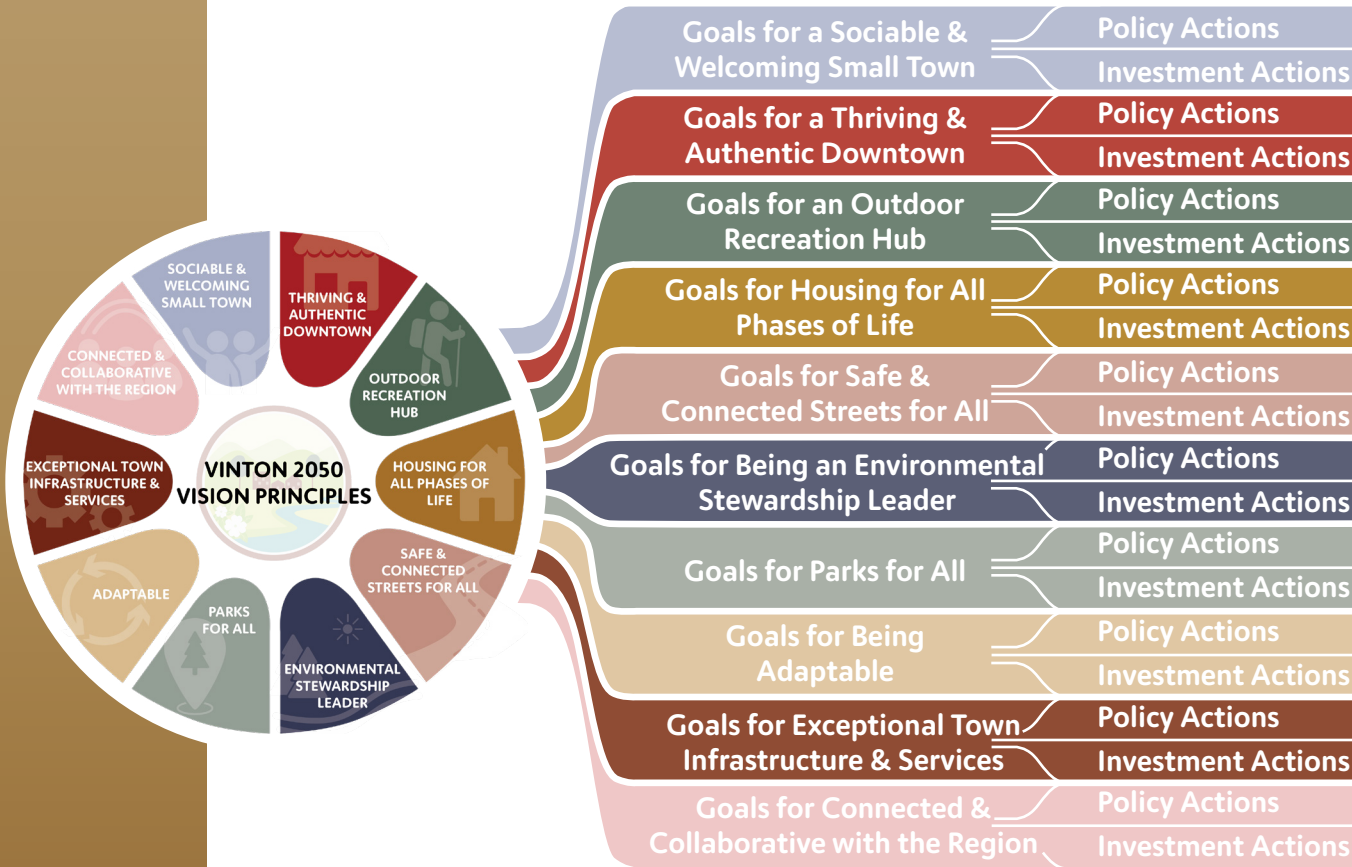 SOCIABLE &
WELCOMING
SMALL TOWN
THRIVING &
AUTHENTIC
DOWNTOWN
OUTDOOR
RECREATION
HUB
HOUSING FOR
ALL PHASES OF
LIFE
SAFE &
CONNECTED
STREETS FOR ALL
ENVIRONMENTAL
STEWARDSHIP
LEADER
PARKS
FOR ALL
ADAPTABLE
EXCEPTIONAL TOWN
INFRASTRUCTURE &
SERVICES
CONNECTED &
COLLABORATIVE
WITH THE REGION
VINTON 2050
VISION PRINCIPLES
Goals for a Sociable &
Welcoming Small Town
Policy Actions
Investment Actions
Goals for a Thriving &
Authentic Downtown
Policy Actions
Investment Actions
Goals for an Outdoor
Recreation Hub
Policy Actions
Investment Actions
Goals for Housing for All
Phases of Life
Policy Actions
Investment Actions
Goals for Safe &
Connected Streets for All
Policy Actions
Investment Actions
Goals for Being an Environmental
Stewardship Leader
Policy Actions
Investment Actions
Goals for Parks for All
Policy Actions
Investment Actions
Goals for Being
Adaptable
Policy Actions
Investment Actions
Goals for Exceptional Town
Infrastructure & Services
Policy Actions
Investment Actions
Goals for Connected &
Collaborative with the Region
Policy Actions
Investment Actions